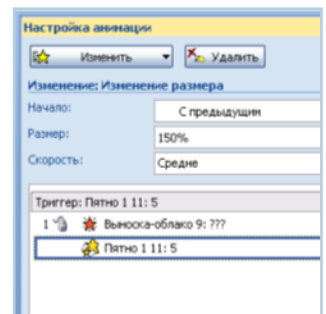 Настройка анимации
Изменить Удалить
Изменение: Изменение размера
Начало: С предыдущим
Размер: 150%
Скорость: Средне
Триггер: Пятно 1 11: 5
1 Выноска-облако 9: ???
Пятно 1 11: 5